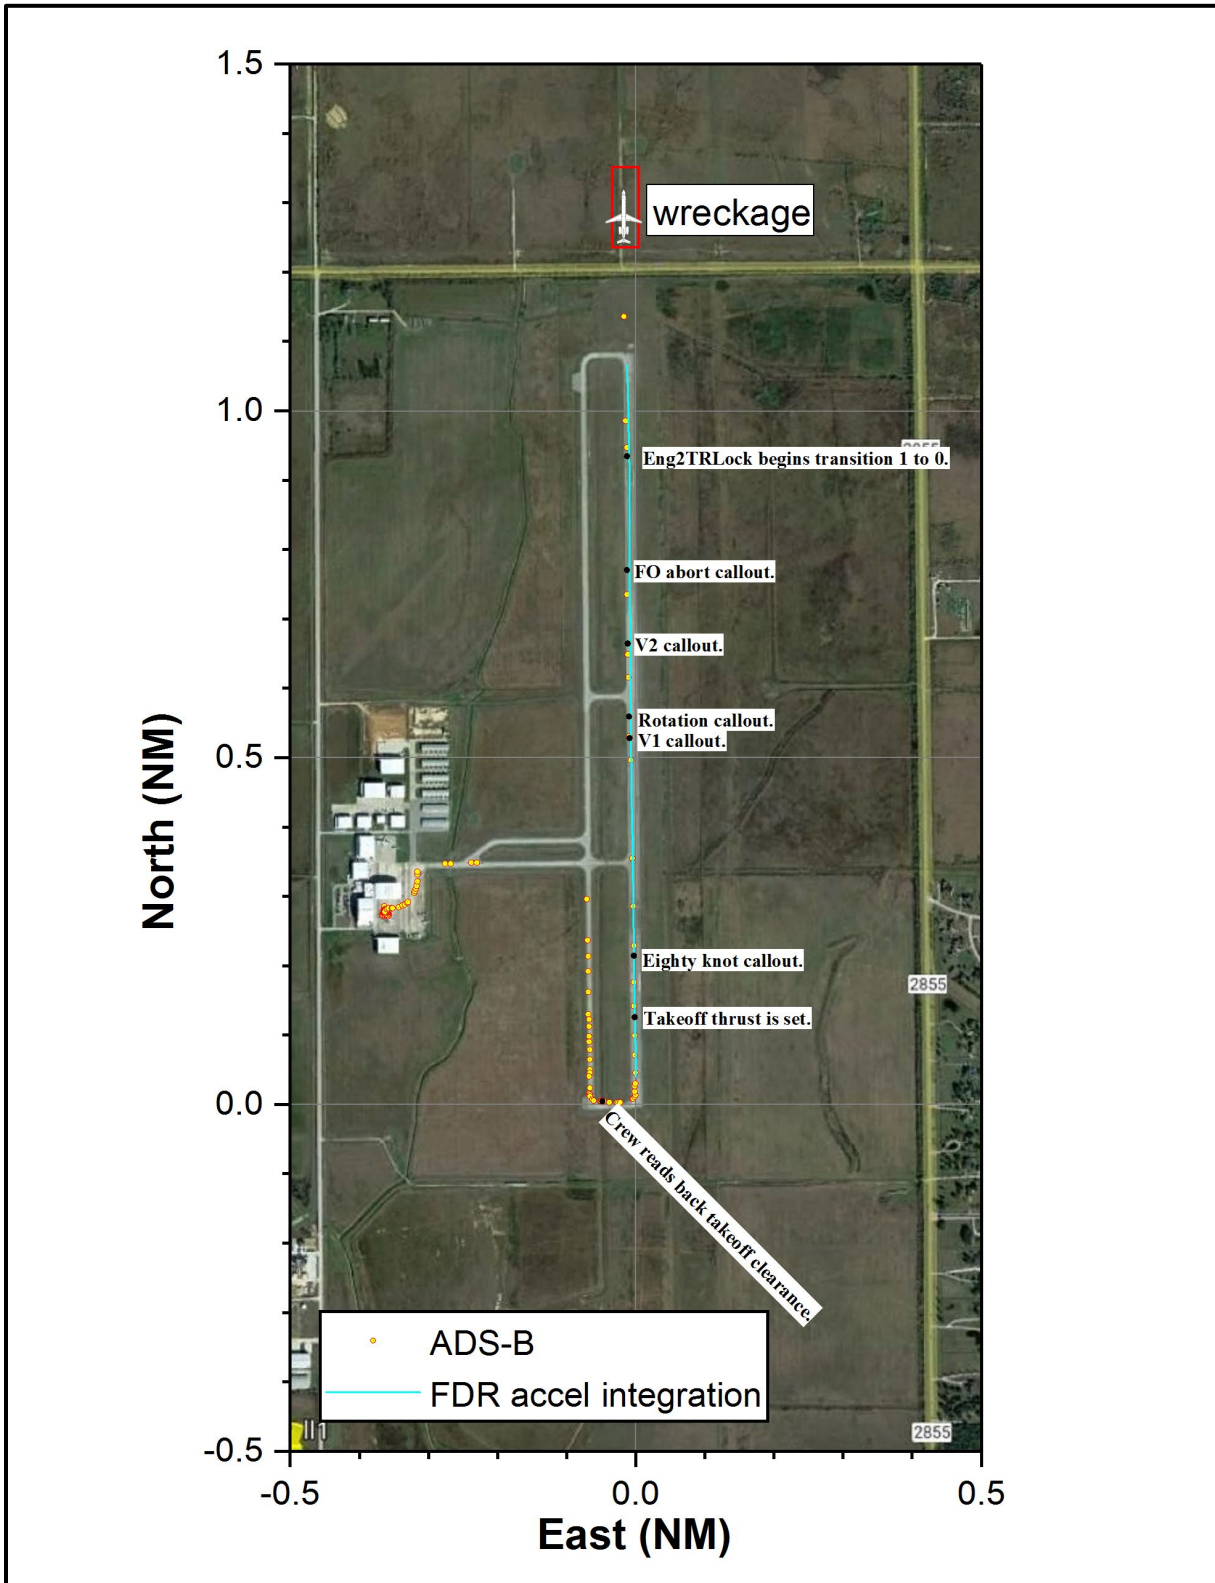 1.5
wreckage
1.0
2855
Eng2TRLock begins transition 1 to 0.
FO abort callout.
V2 callout.
Rotation callout.
V1 callout.
0.5
North (NM)
Eighty knot callout.
2855
Takeoff thrust is set.
0.0
Crew reads back takeoff clearance.
ADS-B
FDR accel integration
2855
-0.5
-0.5
0.0
0.5
East (NM)